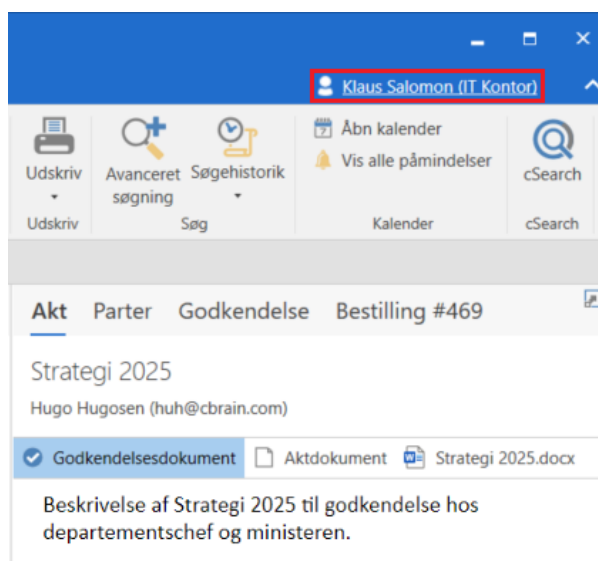 Klaus Salomon (IT Kontor)
Udskriv
Avanceret søgning
Søgehistorik
Åbn kalender
Vis alle påmindelser
cSearch
Udskriv
Søg
Kalender
cSearch
Akt Parter Godkendelse Bestilling #469
Strategi 2025
Hugo Hugosen (huh@cbrain.com)
Godkendelsesdokument Aktdokument Strategi 2025.docx
Beskrivelse af Strategi 2025 til godkendelse hos
departementschef og ministeren.